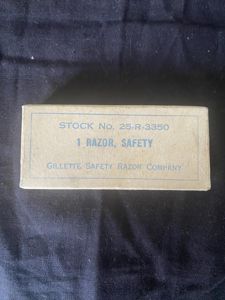 STOCK No. 25-R-3350
1 RAZOR, SAFETY
GILLETTE SAFETY RAZOR COMPANY